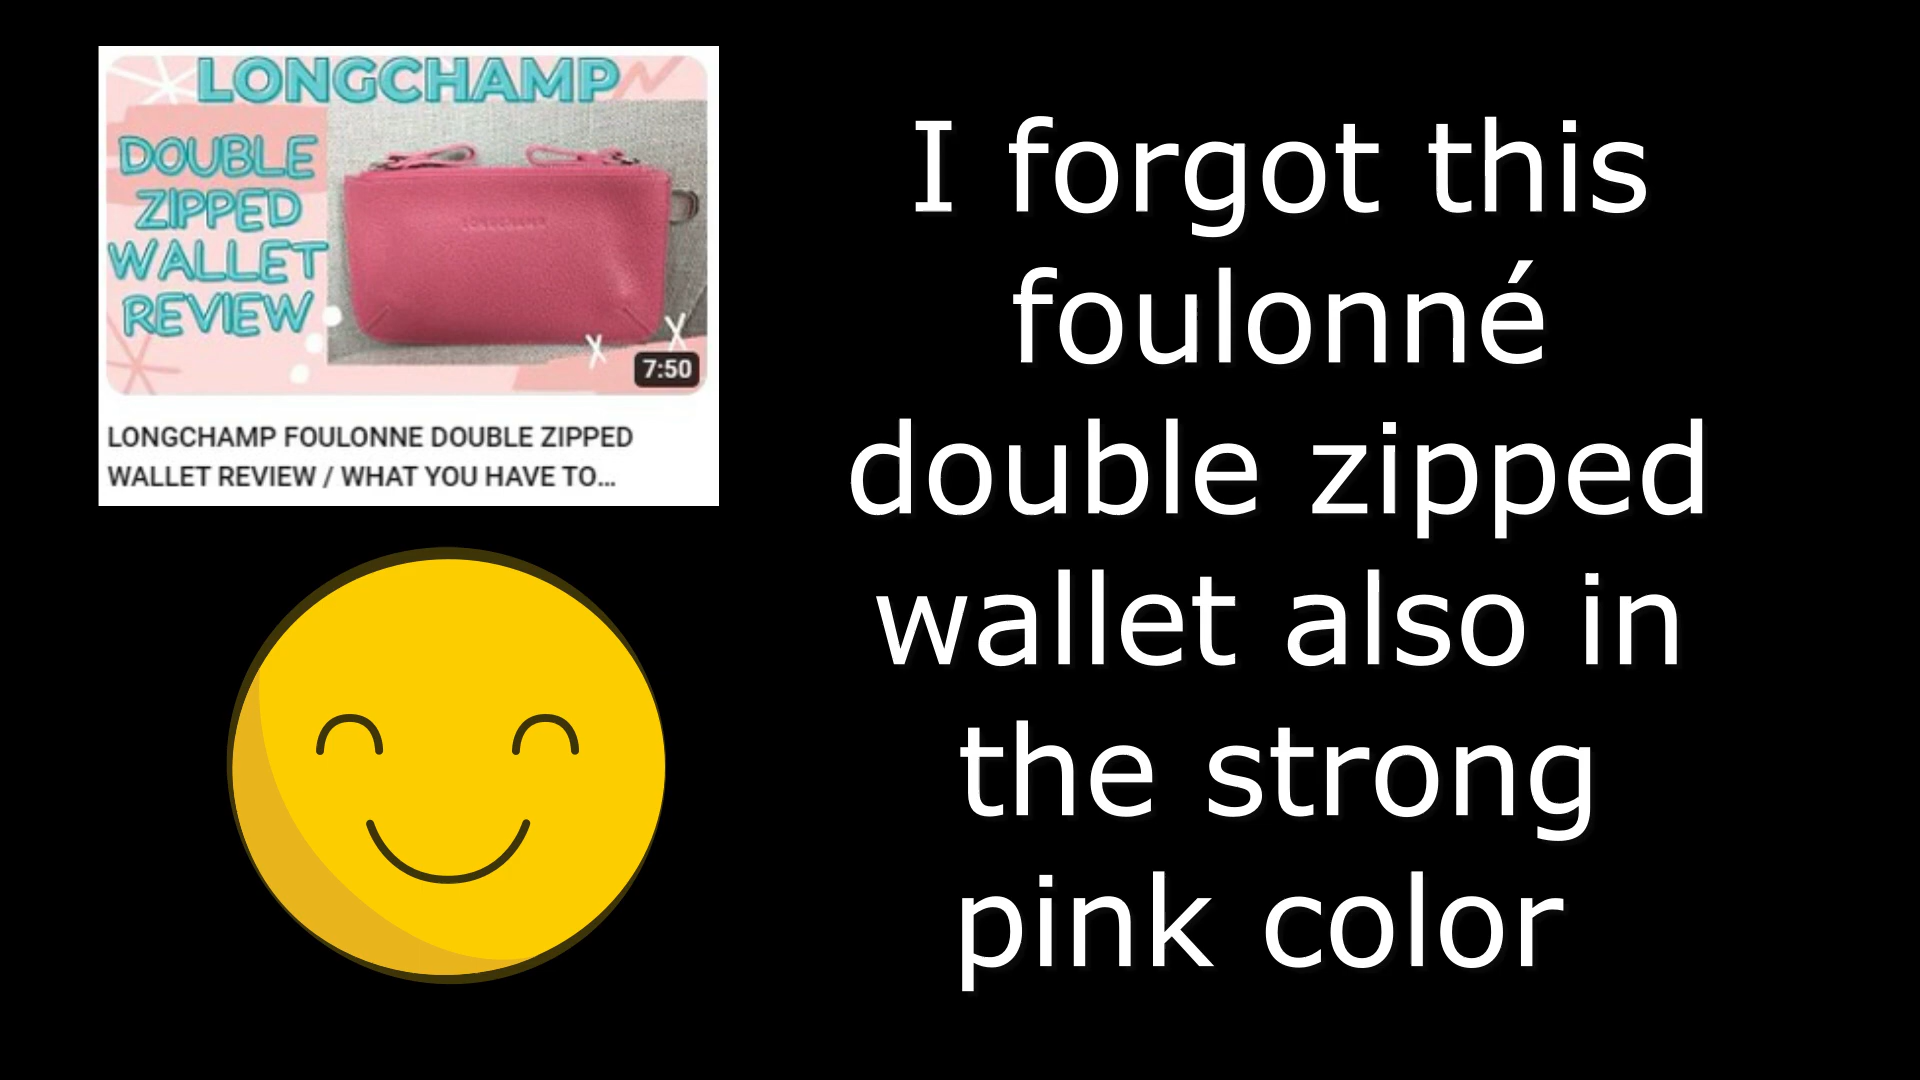 LONGCHAMP
DOUBLE
ZIPPED
WALLET
REVIEW
LONGCHAMP
7:50
LONGCHAMP FOULONNE DOUBLE ZIPPED
WALLET REVIEW / WHAT YOU HAVE TO...
I forgot this
foulonné
double zipped
wallet also in
the strong
pink color